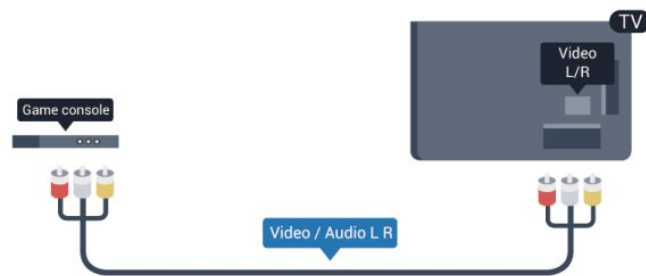 TV
Video
L/R
Game console
Video / Audio L R